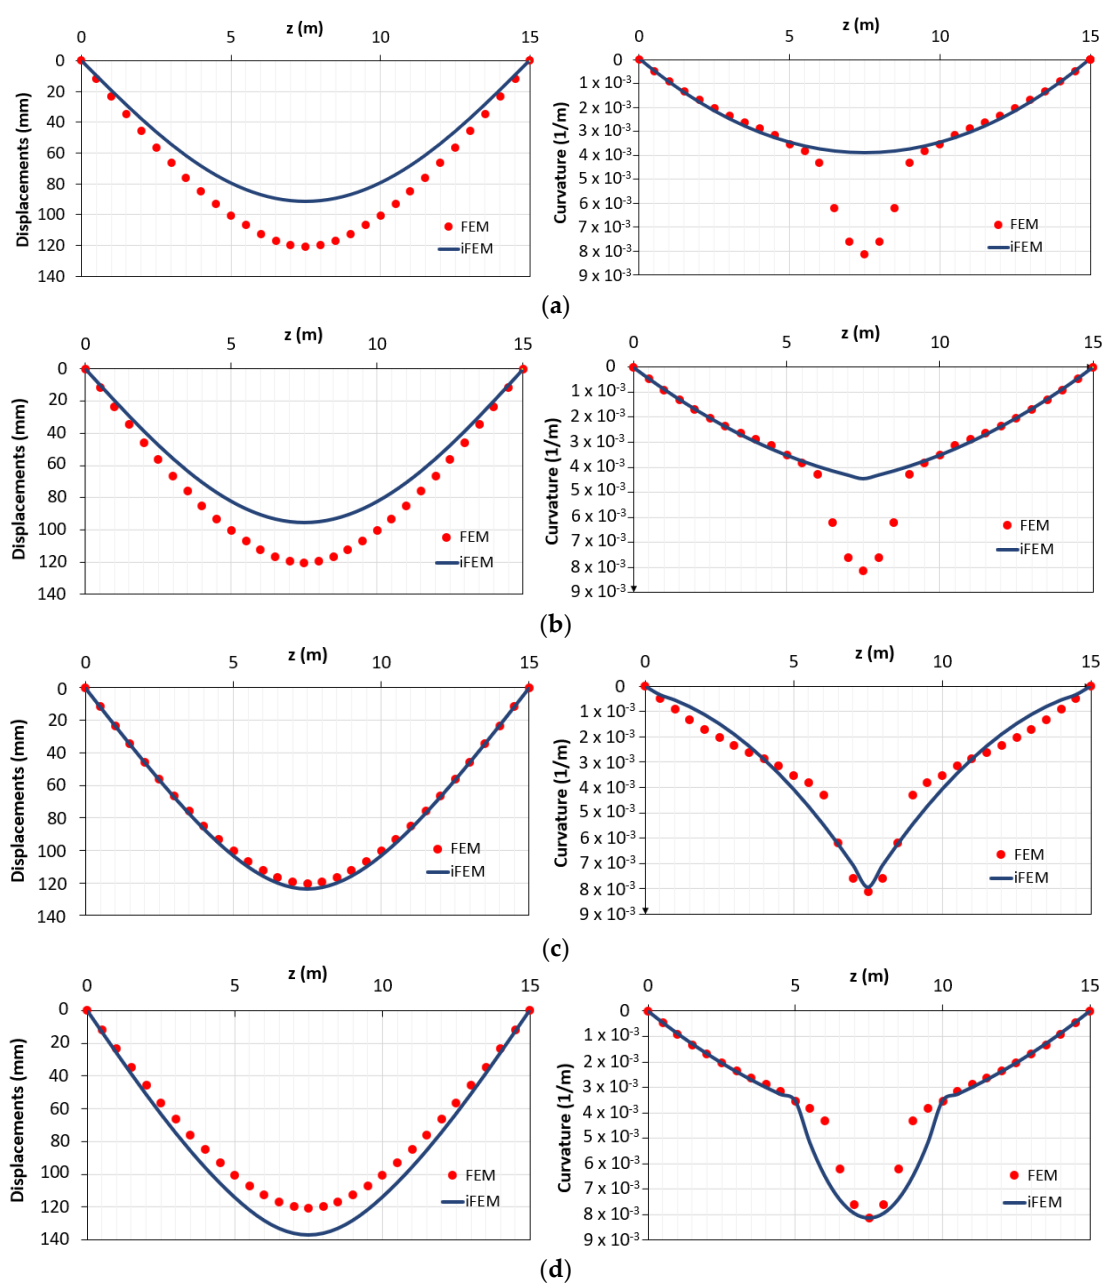 z (m)
0 5 10 15
0
20
40
60
80
100
120
140
Displacements (mm)
FEM
iFEM
z (m)
0 5 10 15
0
1 x 10⁻³
2 x 10⁻³
3 x 10⁻³
4 x 10⁻³
5 x 10⁻³
6 x 10⁻³
7 x 10⁻³
8 x 10⁻³
9 x 10⁻³
Curvature (1/m)
FEM
iFEM
(a)
z (m)
0 5 10 15
0
20
40
60
80
100
120
140
Displacements (mm)
FEM
iFEM
z (m)
0 5 10 15
0
1 x 10⁻³
2 x 10⁻³
3 x 10⁻³
4 x 10⁻³
5 x 10⁻³
6 x 10⁻³
7 x 10⁻³
8 x 10⁻³
9 x 10⁻³
Curvature (1/m)
FEM
iFEM
(b)
z (m)
0 5 10 15
0
20
40
60
80
100
120
140
Displacements (mm)
FEM
iFEM
z (m)
0 5 10 15
0
1 x 10⁻³
2 x 10⁻³
3 x 10⁻³
4 x 10⁻³
5 x 10⁻³
6 x 10⁻³
7 x 10⁻³
8 x 10⁻³
9 x 10⁻³
Curvature (1/m)
FEM
iFEM
(c)
z (m)
0 5 10 15
0
20
40
60
80
100
120
140
Displacements (mm)
FEM
iFEM
z (m)
0 5 10 15
0
1 x 10⁻³
2 x 10⁻³
3 x 10⁻³
4 x 10⁻³
5 x 10⁻³
6 x 10⁻³
7 x 10⁻³
8 x 10⁻³
9 x 10⁻³
Curvature (1/m)
FEM
iFEM
(d)